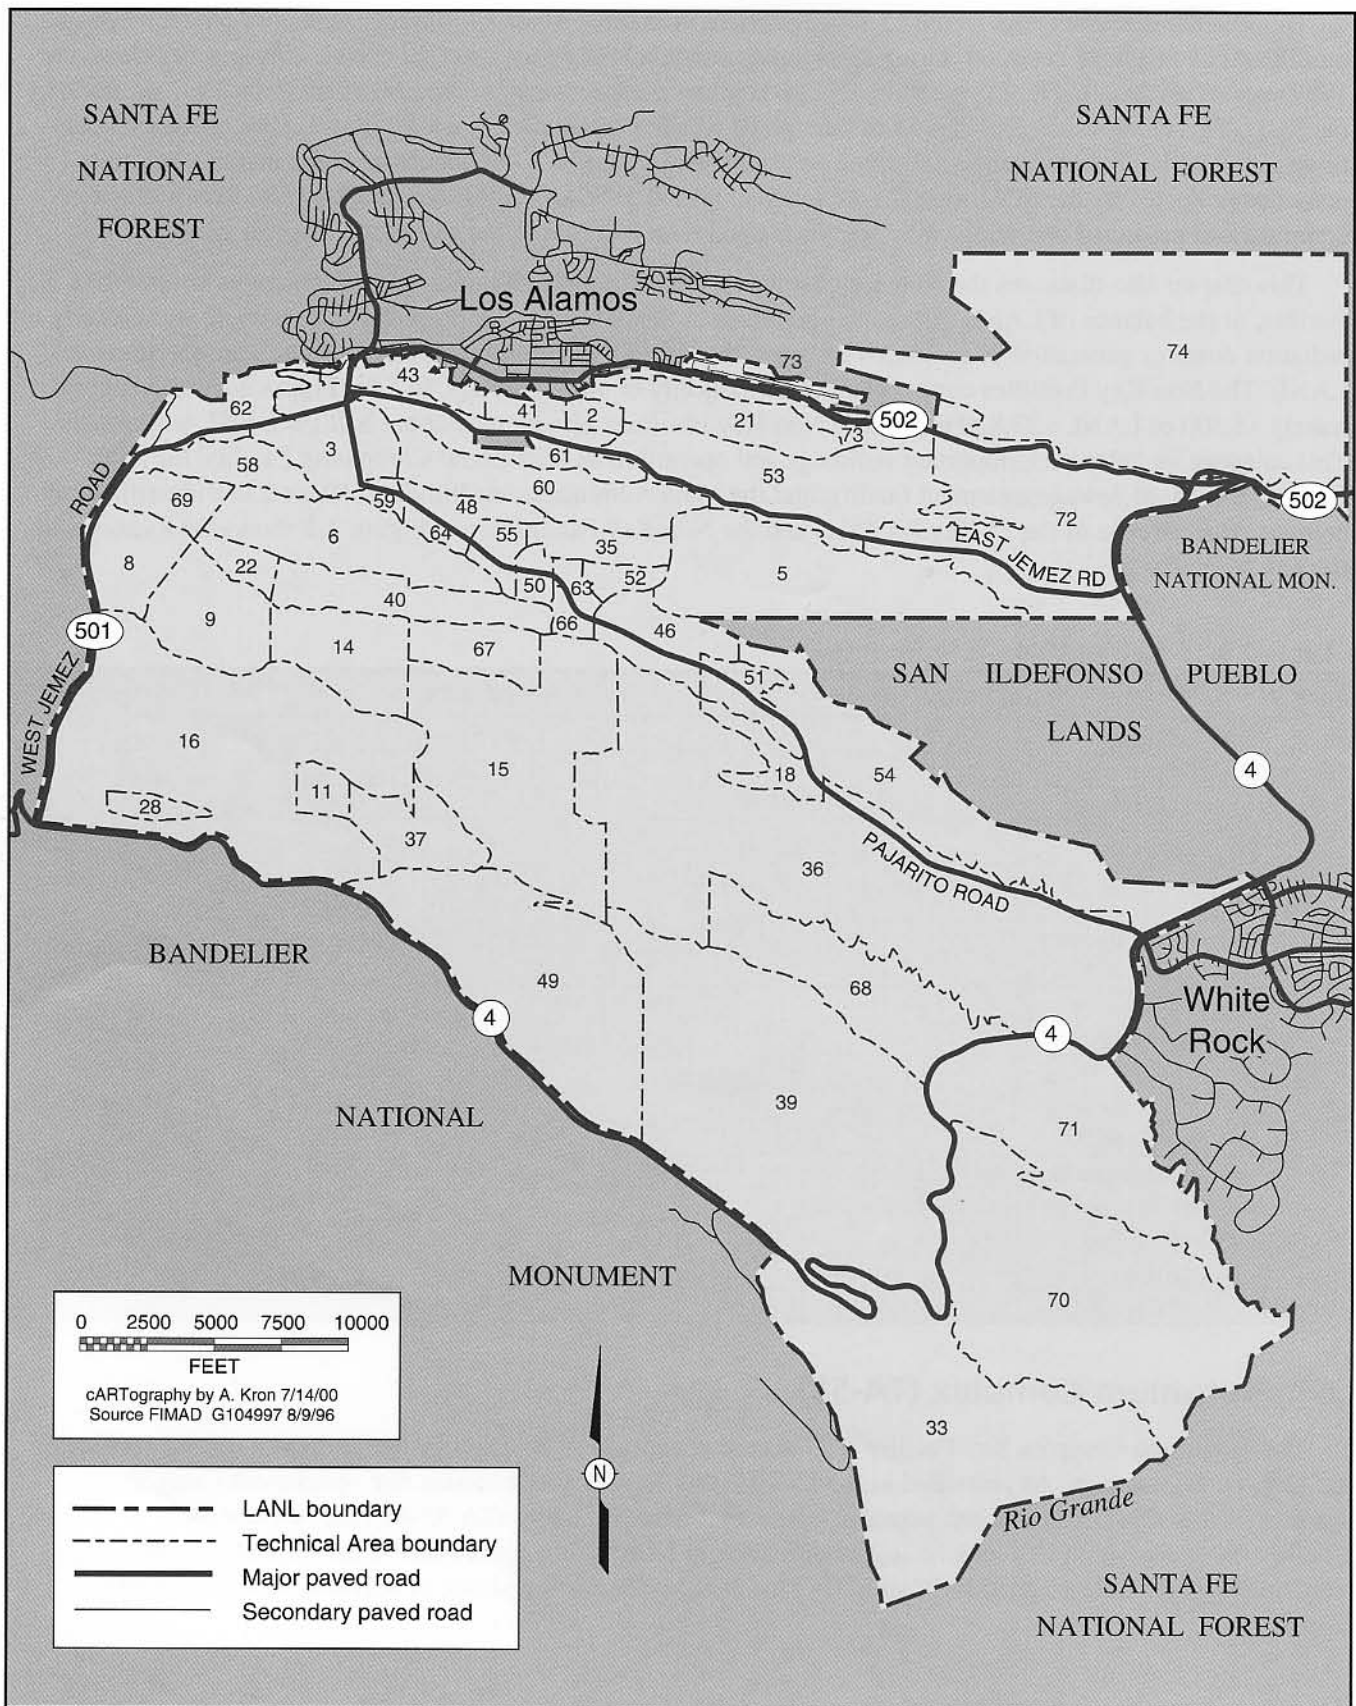 SANTA FE
NATIONAL
FOREST
SANTA FE
NATIONAL FOREST
Los Alamos
74
73
43
62
41
2
21
73
502
3
58
61
53
60
69
59
48
64
6
55
35
72
502
EAST JEMEZ RD
BANDELIER
NATIONAL MON.
ROAD
8
22
50
63
52
5
40
9
501
14
67
66
46
51
SAN ILDEFONSO PUEBLO
LANDS
WEST JEMEZ
16
15
18
54
4
28
11
37
36
PAJARITO ROAD
BANDELIER
49
68
White
Rock
4
4
NATIONAL
39
71
MONUMENT
70
0 2500 5000 7500 10000
FEET
cARTography by A. Kron 7/14/00
Source FIMAD G104997 8/9/96
33
N
LANL boundary
Technical Area boundary
Major paved road
Secondary paved road
Rio Grande
SANTA FE
NATIONAL FOREST